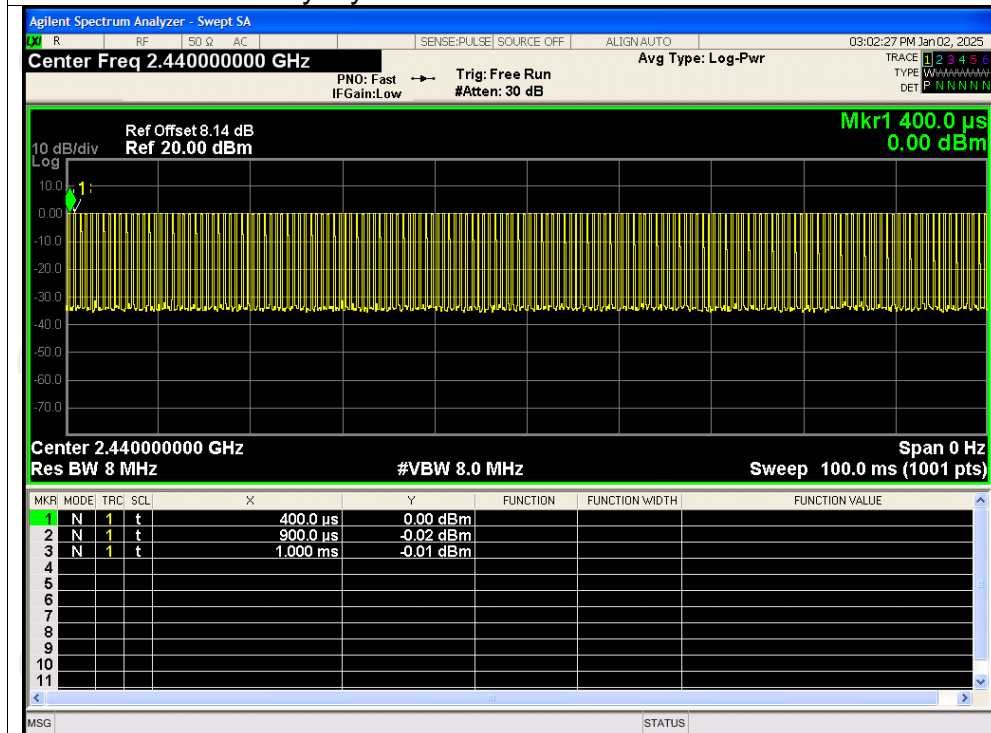 Agilent Spectrum Analyzer - Swept SA
LXI R RF 50 Ω AC SENSE:PULSE SOURCE OFF ALIGN AUTO 03:02:27 PM Jan 02, 2025
Center Freq 2.440000000 GHz
PNO: Fast
IFGain:Low
Trig: Free Run
#Atten: 30 dB
Avg Type: Log-Pwr
TRACE 1 2 3 4 5 6
TYPE W
DET P N N N N N
Mkr1 400.0 µs
0.00 dBm
Ref Offset 8.14 dB
10 dB/div Ref 20.00 dBm
Log
10.0
1
0.00
-10.0
-20.0
-30.0
-40.0
-50.0
-60.0
-70.0
Center 2.440000000 GHz Span 0 Hz
Res BW 8 MHz #VBW 8.0 MHz Sweep 100.0 ms (1001 pts)
MKR MODE TRC SCL X Y FUNCTION FUNCTION WIDTH FUNCTION VALUE
1 N 1 t 400.0 µs 0.00 dBm
2 N 1 t 900.0 µs -0.02 dBm
3 N 1 t 1.000 ms -0.01 dBm
4
5
6
7
8
9
10
11
MSG STATUS